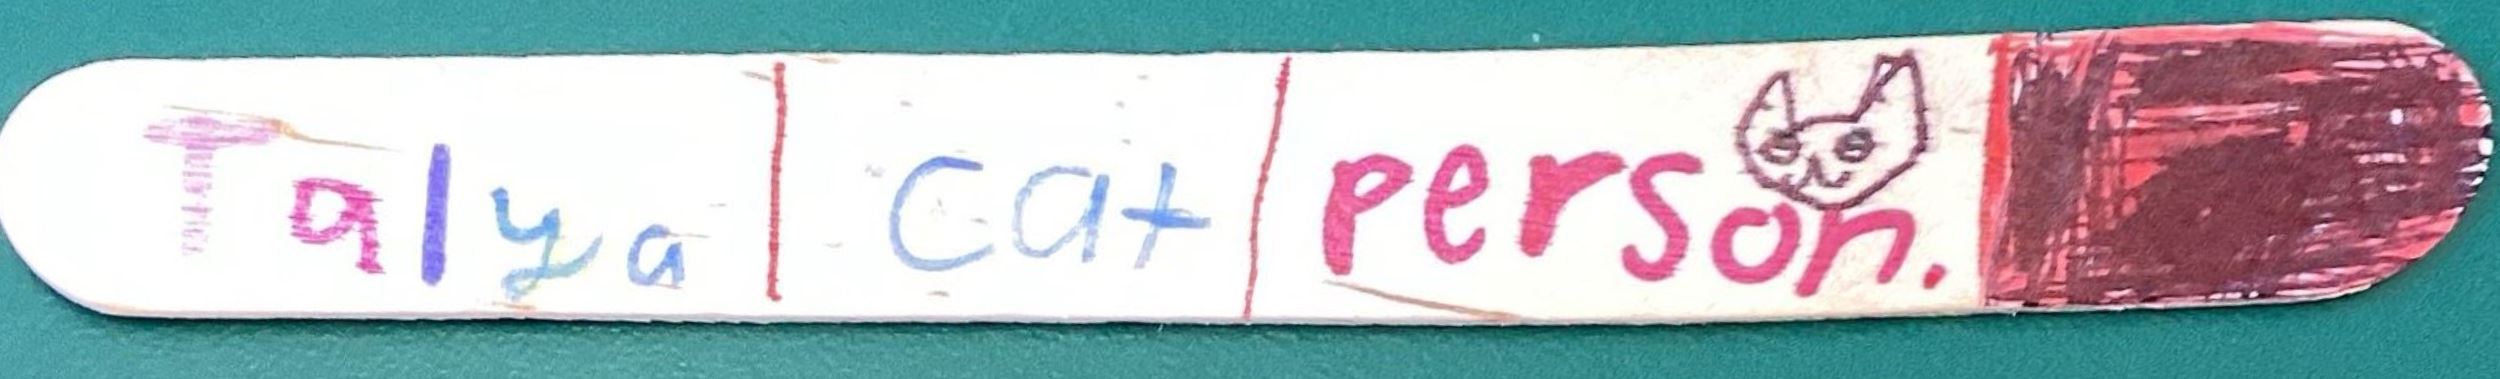 Talya cat person.